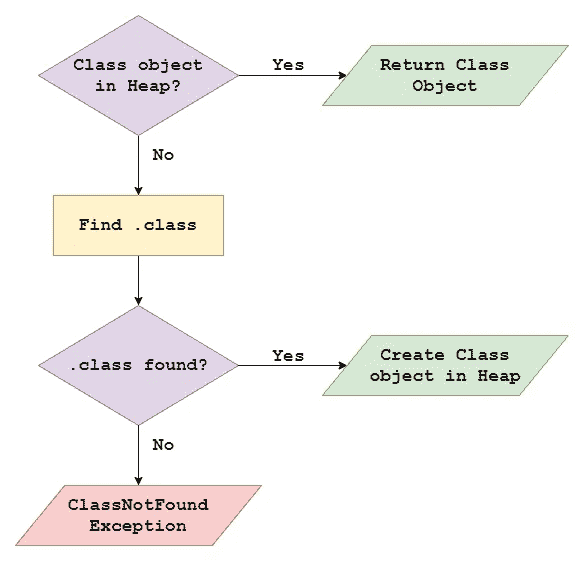 Class object
in Heap?
Yes
Return Class
Object
No
Find .class
.class found?
Yes
Create Class
object in Heap
No
ClassNotFound
Exception